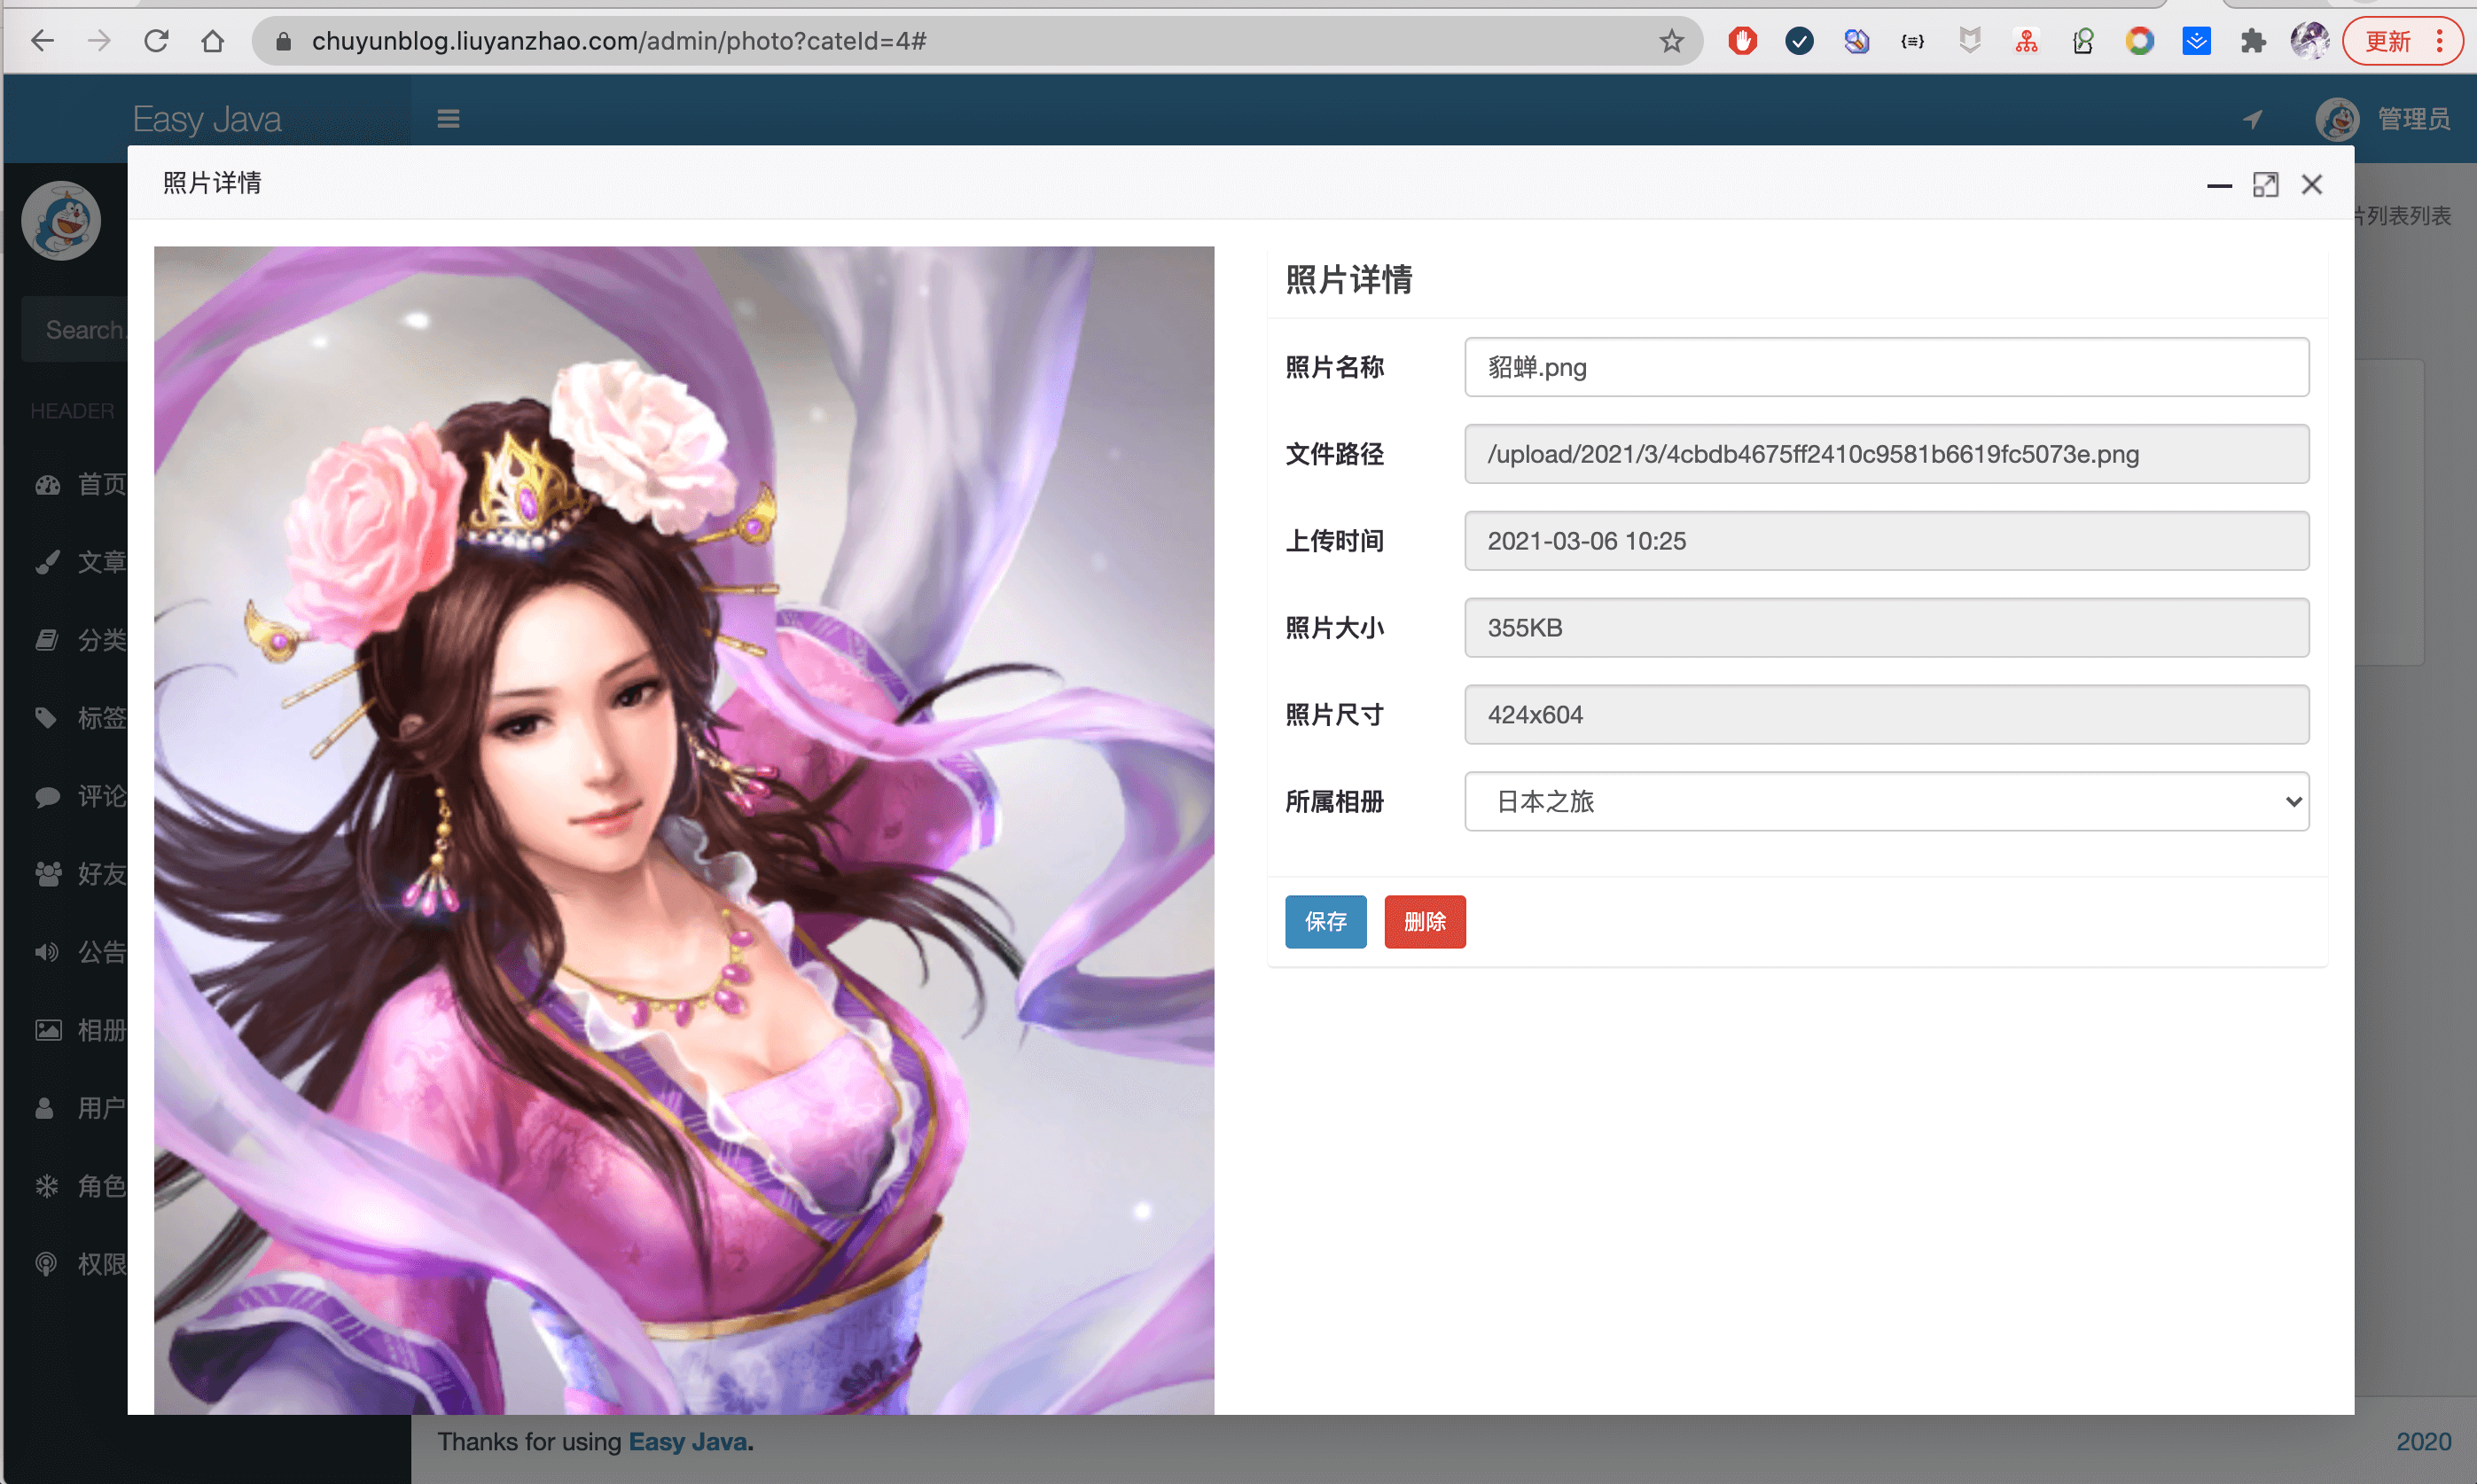 chuyunblog.liuyanzhao.com/admin/photo?cateId=4#
更新
Easy Java
管理员
照片详情
片列表列表
Search.
HEADER
首页
文章
分类
标签
评论
好友
公告
相册
用户
角色
权限
照片详情
照片名称
貂蝉.png
文件路径
/upload/2021/3/4cbdb4675ff2410c9581b6619fc5073e.png
上传时间
2021-03-06 10:25
照片大小
355KB
照片尺寸
424x604
所属相册
日本之旅
保存 删除
Thanks for using Easy Java.
2020